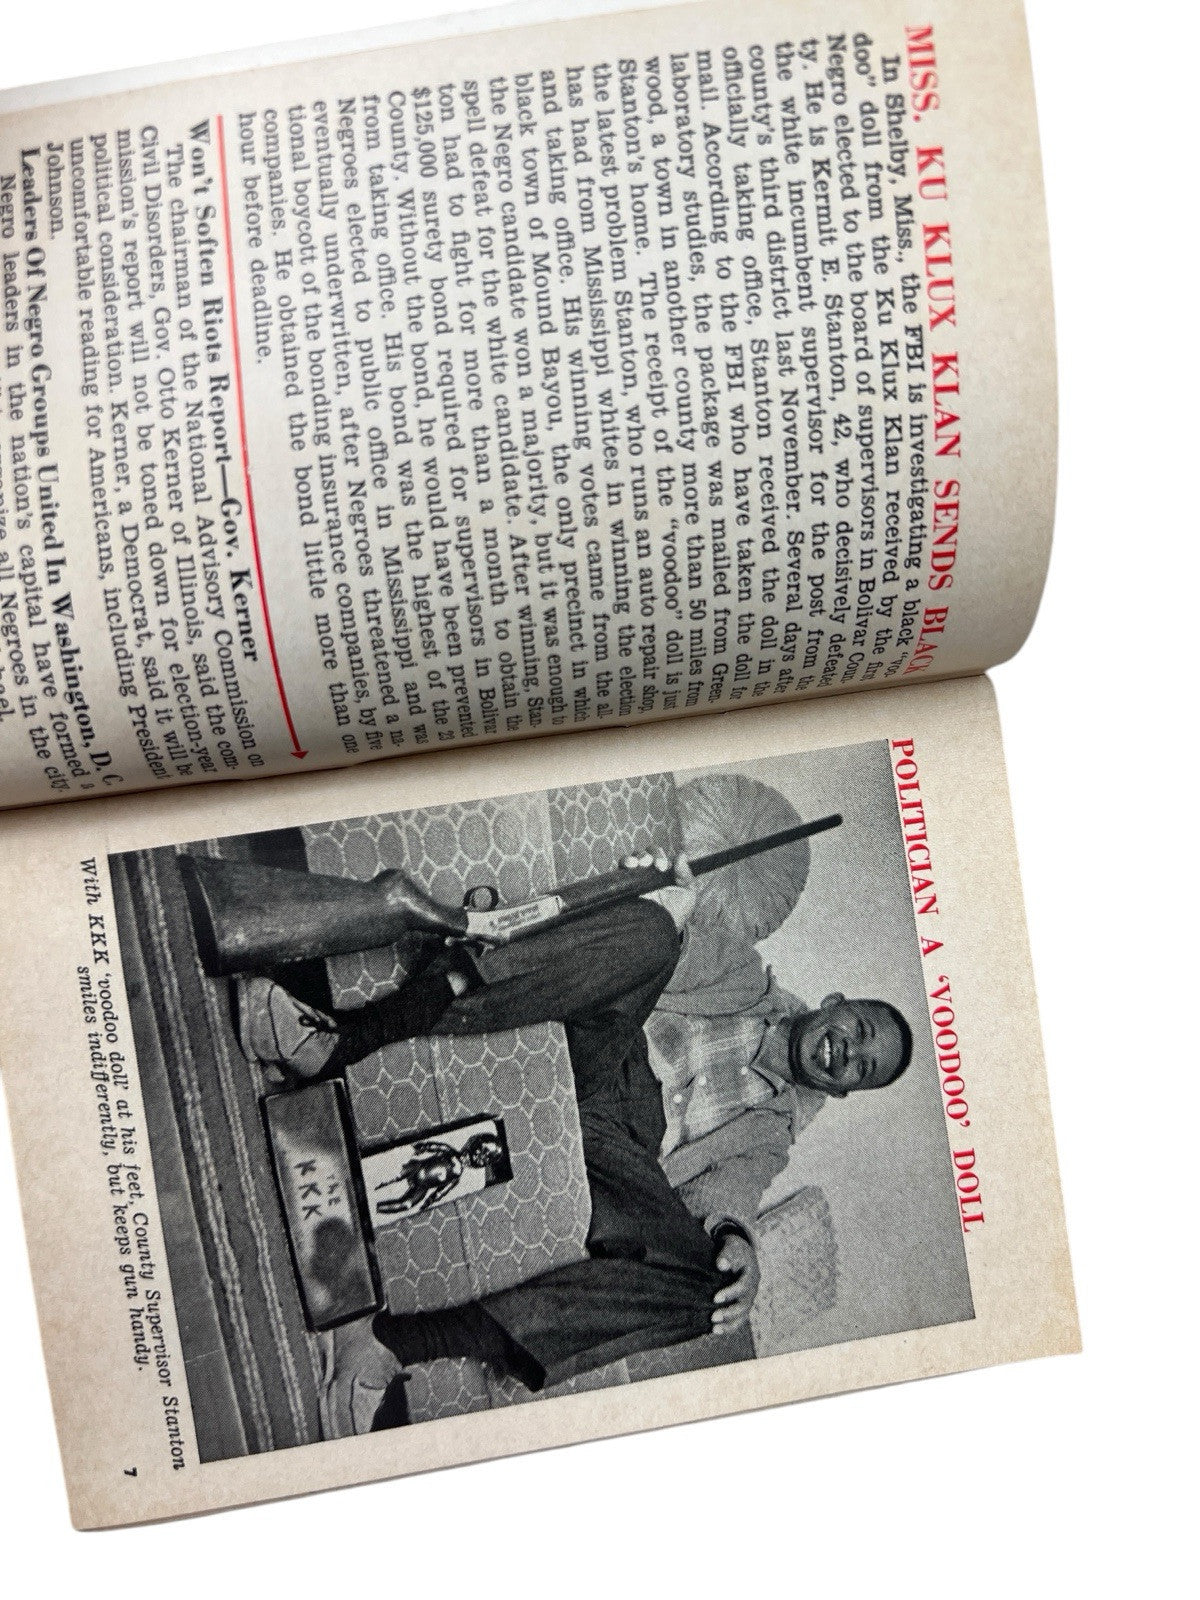 MISS. KU KLUX KLAN SENDS BLACK
In Shelby, Miss., the FBI is investigating a black "voo-
doo" doll from the Ku Klux Klan received by the first
Negro elected to the board of supervisors in Bolivar Coun-
ty. He is Kermit E. Stanton, 42, who decisively defeated
the white incumbent supervisor for the post from the
county's third district last November. Several days after
officially taking office, Stanton received the doll in the
mail. According to the FBI who have taken the doll for
laboratory studies, the package was mailed from Green-
wood, a town in another county more than 50 miles from
Stanton's home. The receipt of the "voodoo" doll is just
the latest problem Stanton, who runs an auto repair shop,
has had from Mississippi whites in winning the election
and taking office. His winning votes came from the all-
black town of Mound Bayou, the only precinct in which
the Negro candidate won a majority, but it was enough to
spell defeat for the white candidate. After winning, Stan-
ton had to fight for more than a month to obtain the
$125,000 surety bond required for supervisors in Bolivar
County. Without the bond, he would have been prevented
from taking office. His bond was the highest of the 23
Negroes elected to public office in Mississippi and was
eventually underwritten, after Negroes threatened a na-
tional boycott of the bonding insurance companies, by five
companies. He obtained the bond little more than one
hour before deadline.
Won't Soften Riots Report—Gov. Kerner
The chairman of the National Advisory Commission on
Civil Disorders, Gov. Otto Kerner of Illinois, said the com-
mission's report will not be toned down for election-year
political consideration. Kerner, a Democrat, said it will be
uncomfortable reading for Americans, including President
Johnson.
Leaders Of Negro Groups United In Washington, D. C.
Negro leaders in the nation's capital have formed a
all Negroes in the city
POLITICIAN A 'VOODOO' DOLL
THE
KKK
With KKK 'voodoo doll' at his feet, County Supervisor Stanton
smiles indifferently, but keeps gun handy.
7